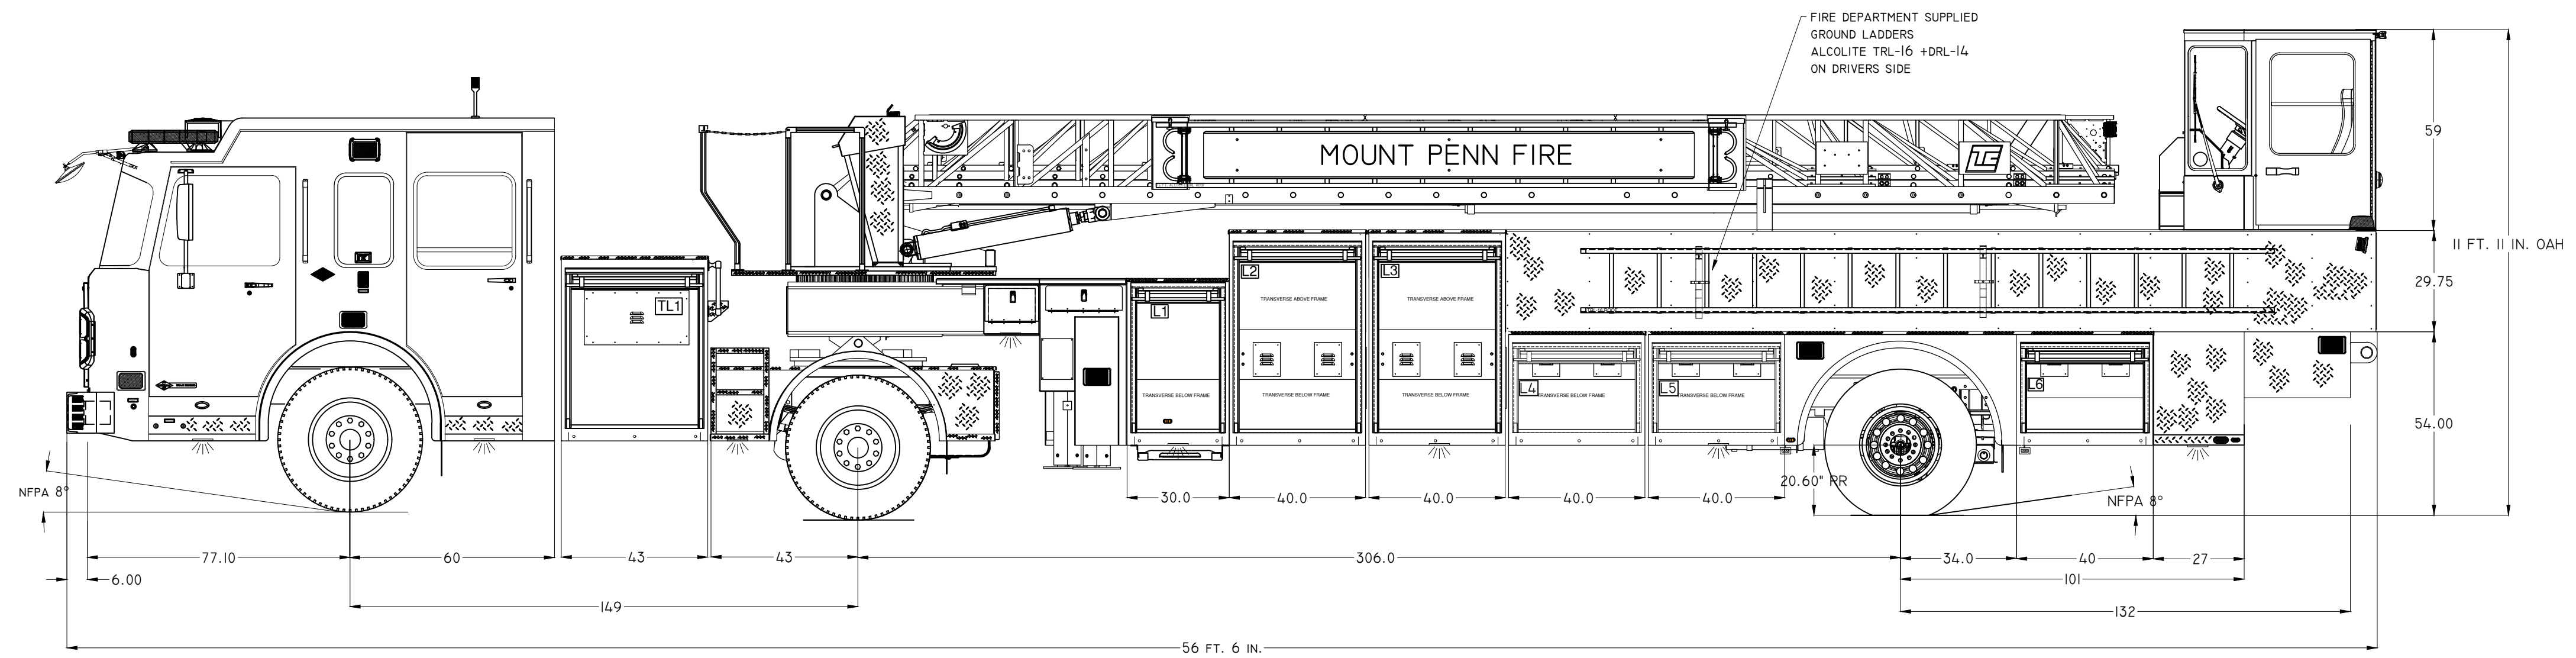 FIRE DEPARTMENT SUPPLIED
GROUND LADDERS
ALCOLITE TRL-16 +DRL-14
ON DRIVERS SIDE
MOUNT PENN FIRE
59
11 FT. 11 IN. OAH
29.75
54.00
TL1
L1
L2
L3
L4
L5
L6
TRANSVERSE ABOVE FRAME
TRANSVERSE ABOVE FRAME
TRANSVERSE BELOW FRAME
TRANSVERSE BELOW FRAME
TRANSVERSE BELOW FRAME
TRANSVERSE BELOW FRAME
TRANSVERSE BELOW FRAME
NFPA 8°
20.60" RR
NFPA 8°
30.0
40.0
40.0
40.0
40.0
77.10
60
43
43
306.0
34.0
40
27
6.00
101
149
132
56 FT. 6 IN.